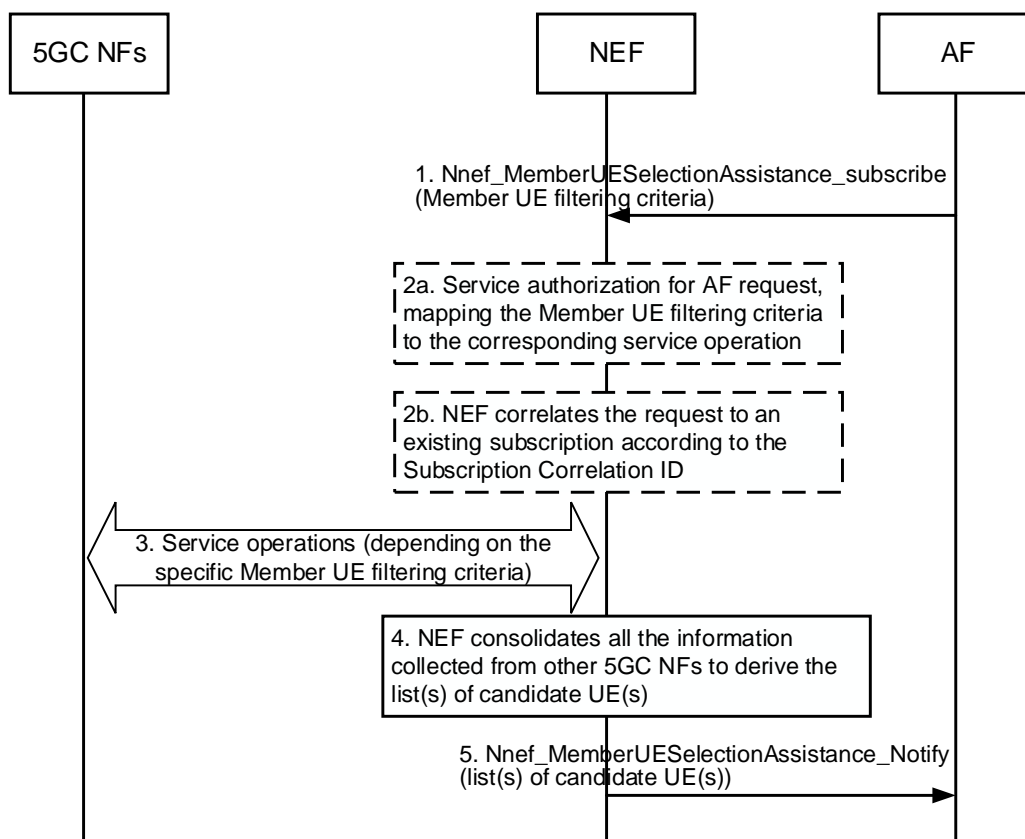 5GC NFs
NEF
AF
1. Nnef_MemberUESelectionAssistance_subscribe
(Member UE filtering criteria)
2a. Service authorization for AF request,
mapping the Member UE filtering criteria
to the corresponding service operation
2b. NEF correlates the request to an
existing subscription according to the
Subscription Correlation ID
3. Service operations (depending on the
specific Member UE filtering criteria)
4. NEF consolidates all the information
collected from other 5GC NFs to derive the
list(s) of candidate UE(s)
5. Nnef_MemberUESelectionAssistance_Notify
(list(s) of candidate UE(s))